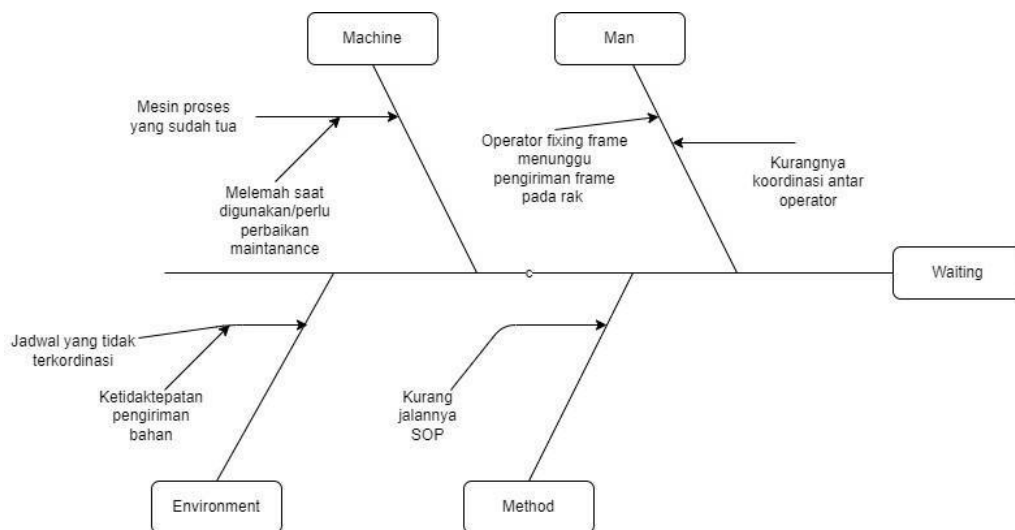 Machine
Man
Mesin proses
yang sudah tua
Operator fixing frame
menunggu
pengiriman frame
pada rak
Kurangnya
koordinasi antar
operator
Melemah saat
digunakan/perlu
perbaikan
maintanance
c
Waiting
Jadwal yang tidak
terkordinasi
Ketidaktepatan
pengiriman
bahan
Kurang
jalannya
SOP
Environment
Method